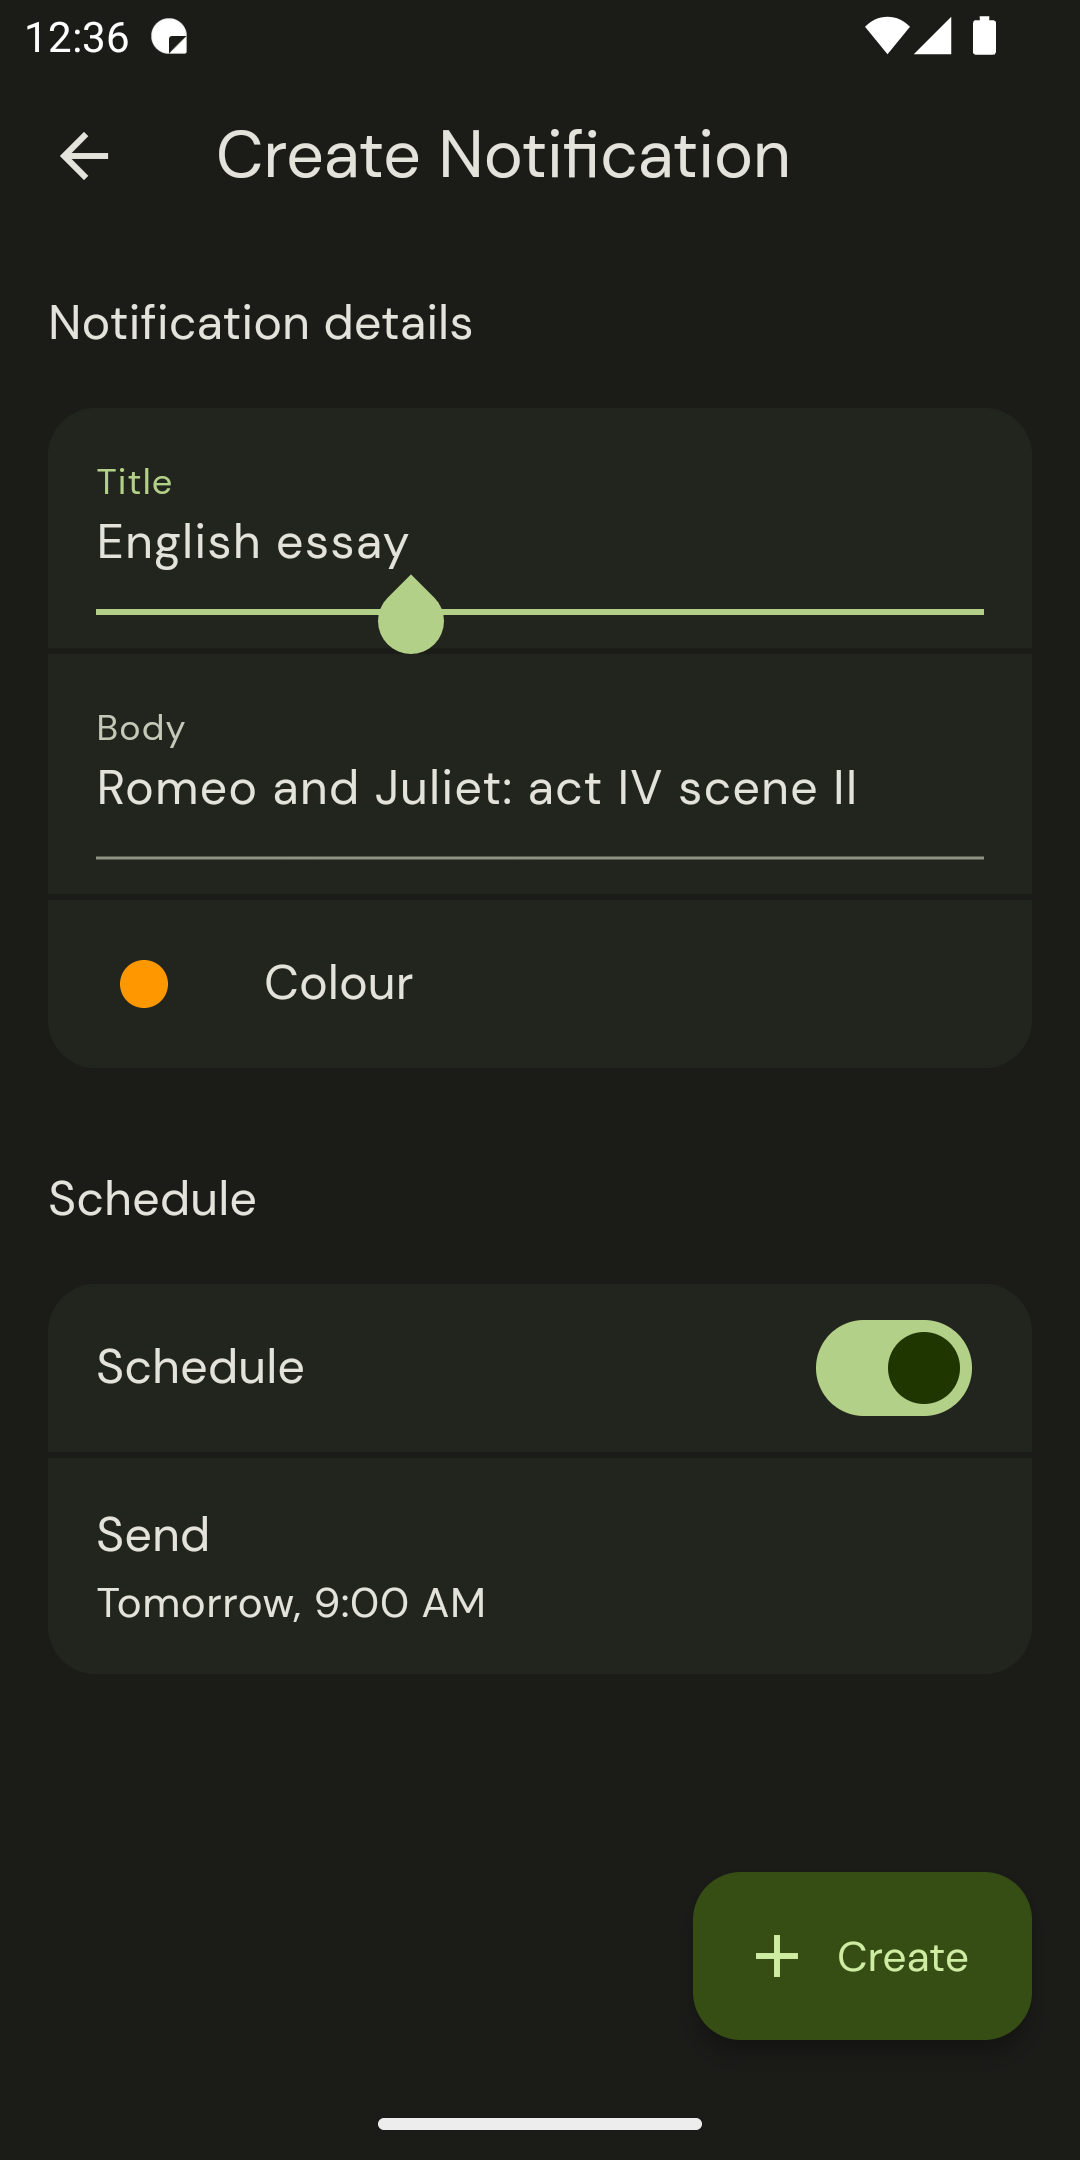 12:36
Create Notification
Notification details
Title
English essay
Body
Romeo and Juliet: act IV scene II
Colour
Schedule
Schedule
Send
Tomorrow, 9:00 AM
Create